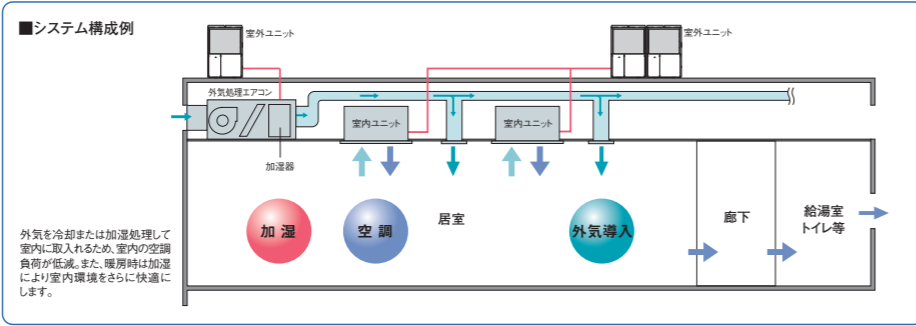 ■システム構成例
室外ユニット
室外ユニット
外気処理エアコン
室内ユニット
室内ユニット
加湿器
加湿
空調
居室
外気導入
廊下
給湯室
トイレ等
外気を冷却または加湿処理して
室内に取入れるため、室内の空調
負荷が低減。また、暖房時は加湿
により室内環境をさらに快適に
します。